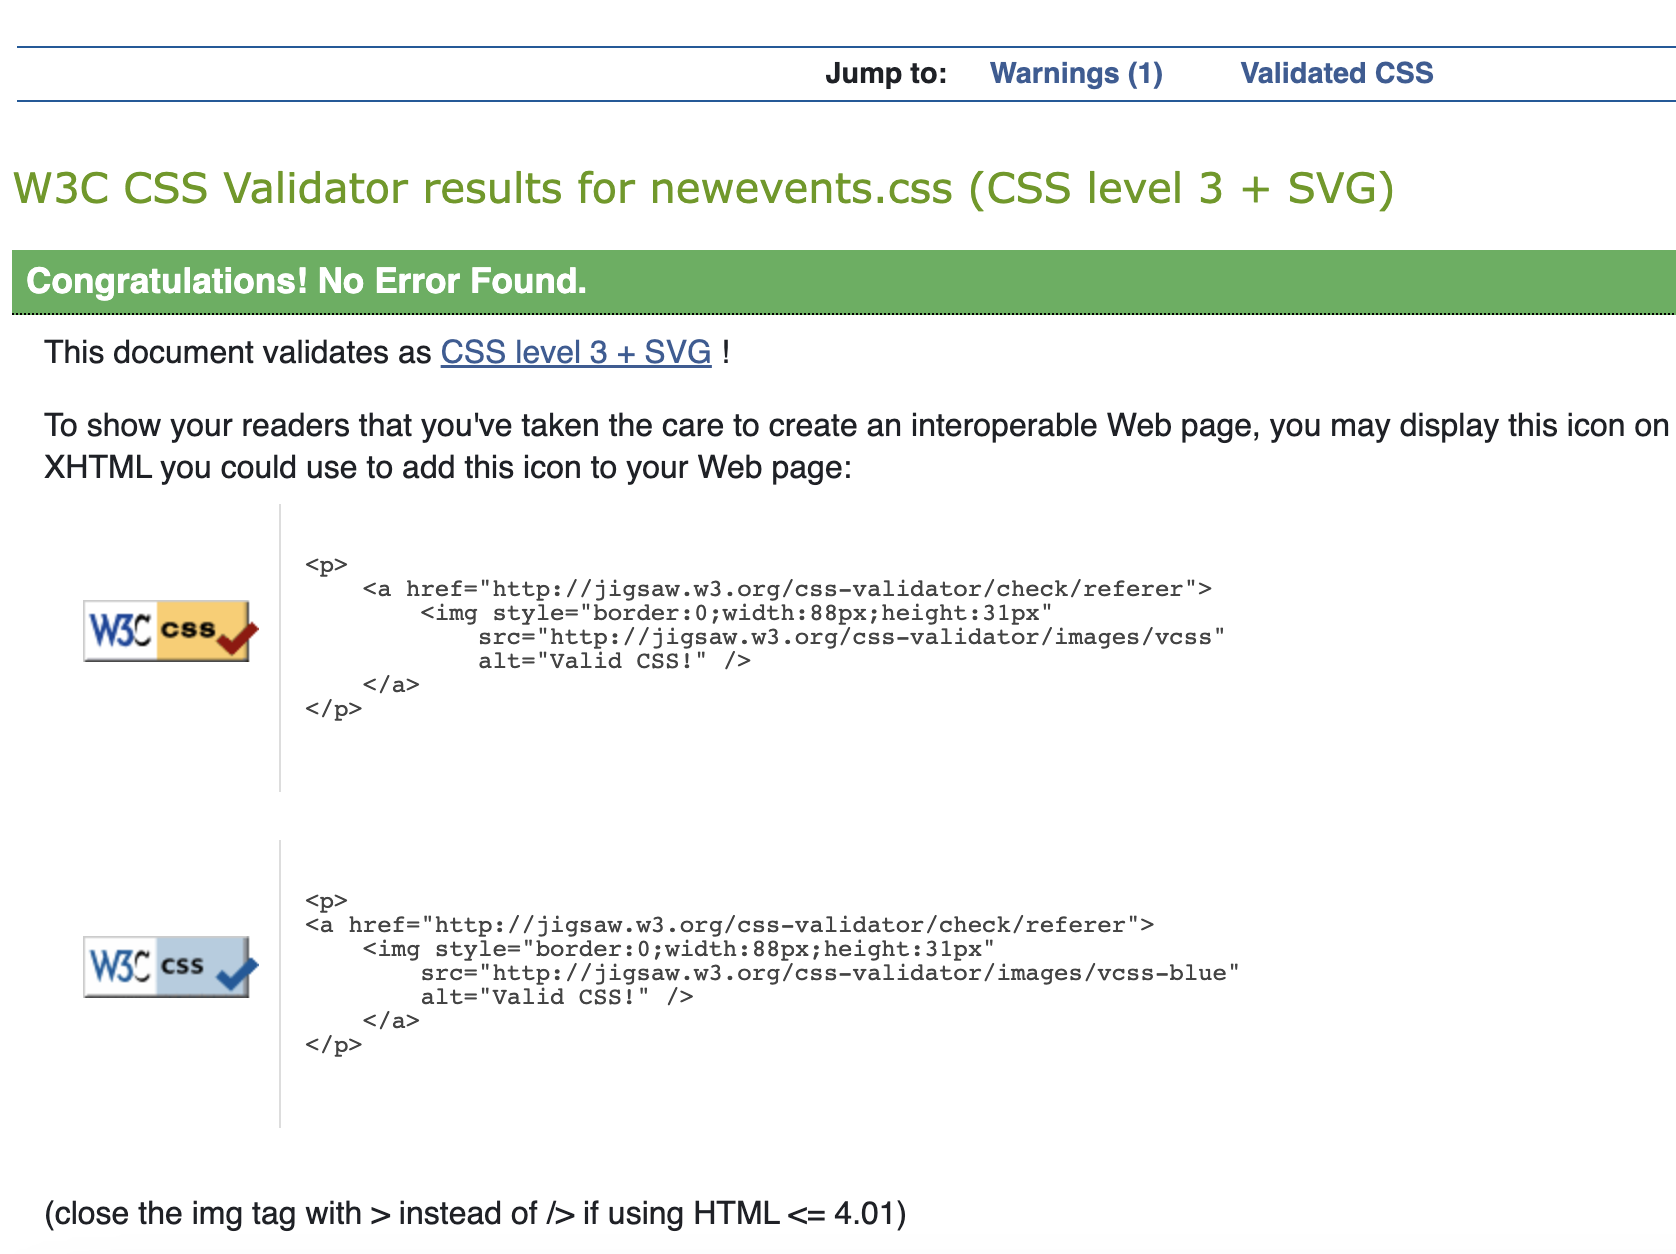 Jump to: Warnings (1) Validated CSS
W3C CSS Validator results for newevents.css (CSS level 3 + SVG)
Congratulations! No Error Found.
This document validates as CSS level 3 + SVG !
To show your readers that you've taken the care to create an interoperable Web page, you may display this icon on
XHTML you could use to add this icon to your Web page:
W3C css
<p>
    <a href="http://jigsaw.w3.org/css-validator/check/referer">
        <img style="border:0;width:88px;height:31px"
            src="http://jigsaw.w3.org/css-validator/images/vcss"
            alt="Valid CSS!" />
    </a>
</p>
W3C css
<p>
<a href="http://jigsaw.w3.org/css-validator/check/referer">
    <img style="border:0;width:88px;height:31px"
        src="http://jigsaw.w3.org/css-validator/images/vcss-blue"
        alt="Valid CSS!" />
    </a>
</p>
(close the img tag with > instead of /> if using HTML <= 4.01)